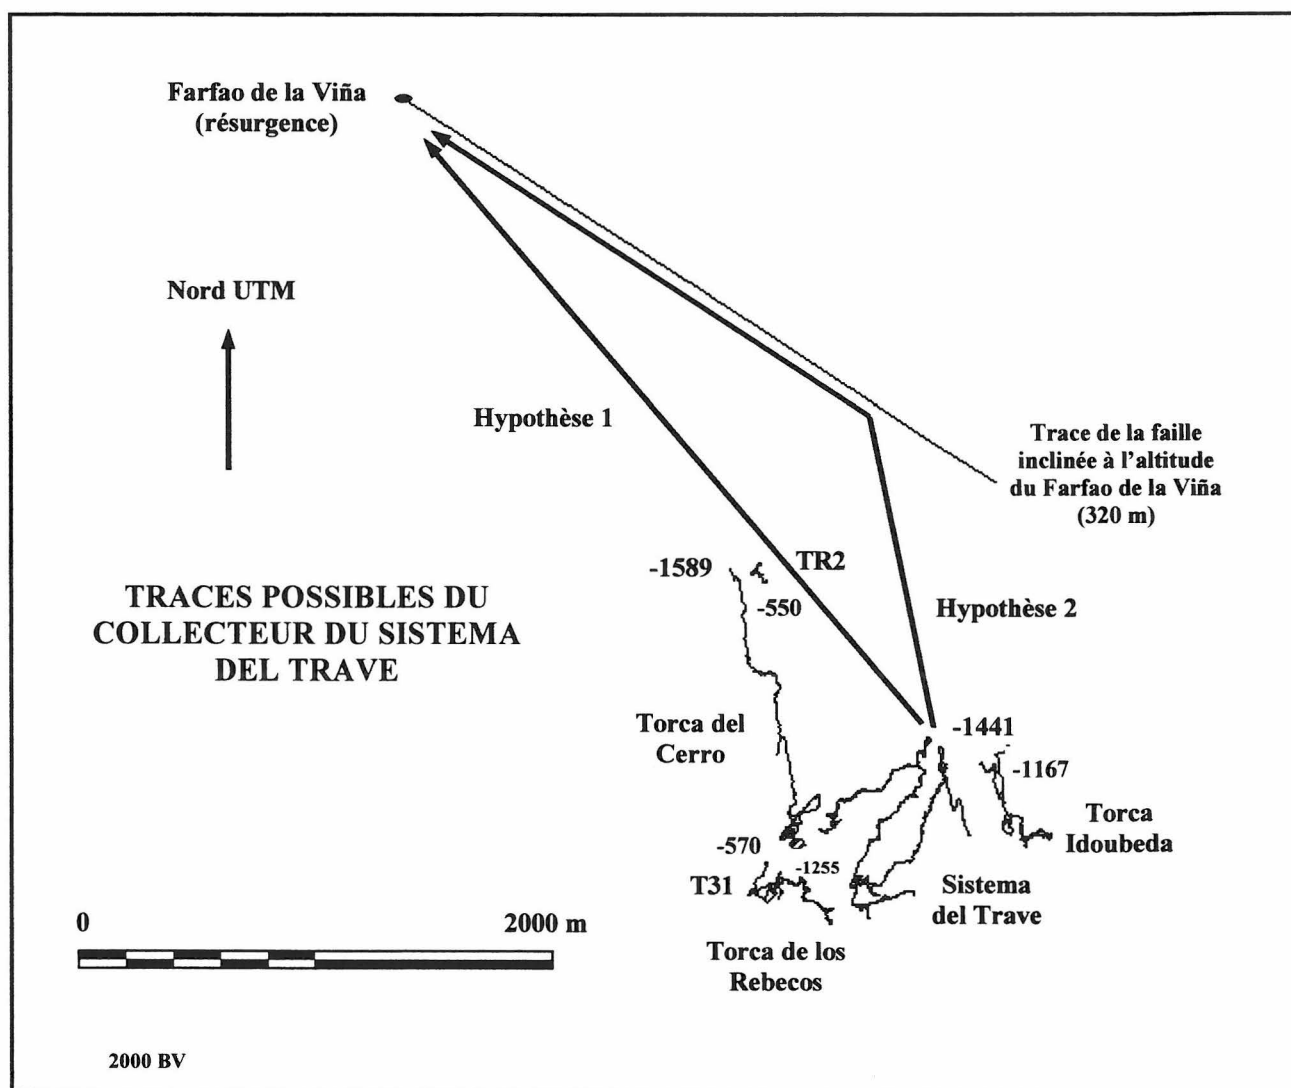 Farfao de la Viña
(résurgence)
Nord UTM
Hypothèse 1
Trace de la faille
inclinée à l'altitude
du Farfao de la Viña
(320 m)
-1589
TR2
-550
Hypothèse 2
TRACES POSSIBLES DU
COLLECTEUR DU SISTEMA
DEL TRAVE
Torca del
Cerro
-1441
-1167
Torca
Idoubeda
-570
-1255
T31
Sistema
del Trave
0
2000 m
Torca de los
Rebecos
2000 BV